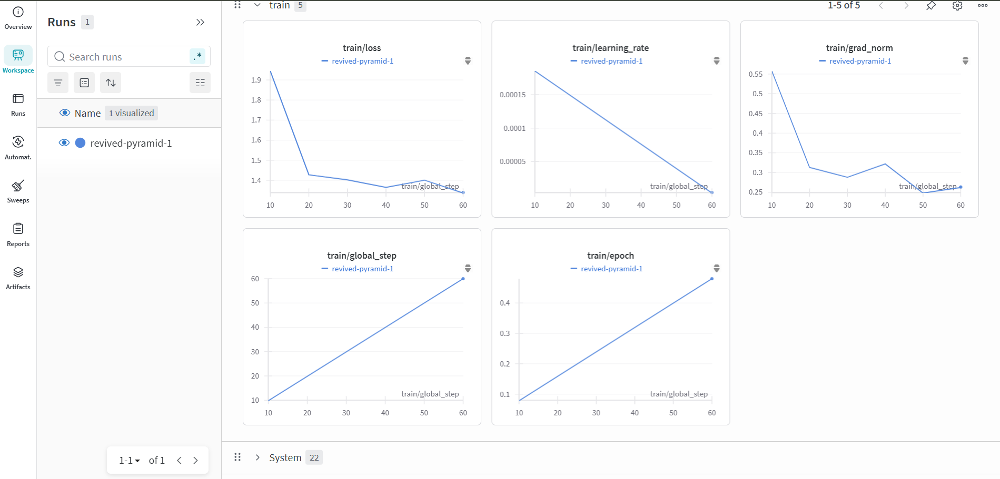 Overview
Workspace
Runs
Automat.
Sweeps
Reports
Artifacts
Runs 1
Search runs
.*
Name 1 visualized
revived-pyramid-1
1-1 of 1
train 5
1-5 of 5
train/loss
revived-pyramid-1
1.9
1.8
1.7
1.6
1.5
1.4
train/global_step
10 20 30 40 50 60
train/learning_rate
revived-pyramid-1
0.00015
0.0001
0.00005
train/global_step
10 20 30 40 50 60
train/grad_norm
revived-pyramid-1
0.55
0.5
0.45
0.4
0.35
0.3
0.25
train/global_step
10 20 30 40 50 60
train/global_step
revived-pyramid-1
60
50
40
30
20
10
train/global_step
10 20 30 40 50 60
train/epoch
revived-pyramid-1
0.4
0.3
0.2
0.1
train/global_step
10 20 30 40 50 60
System 22